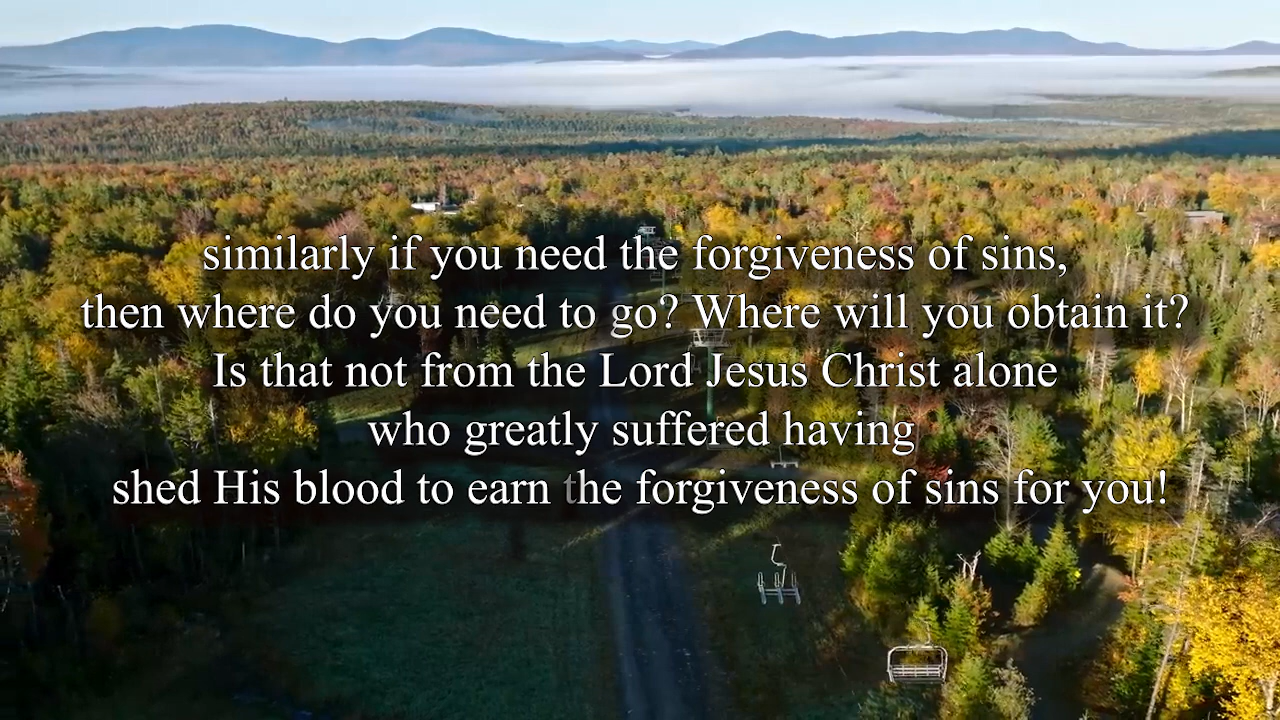 similarly if you need the forgiveness of sins,
then where do you need to go? Where will you obtain it?
Is that not from the Lord Jesus Christ alone
who greatly suffered having
shed His blood to earn the forgiveness of sins for you!